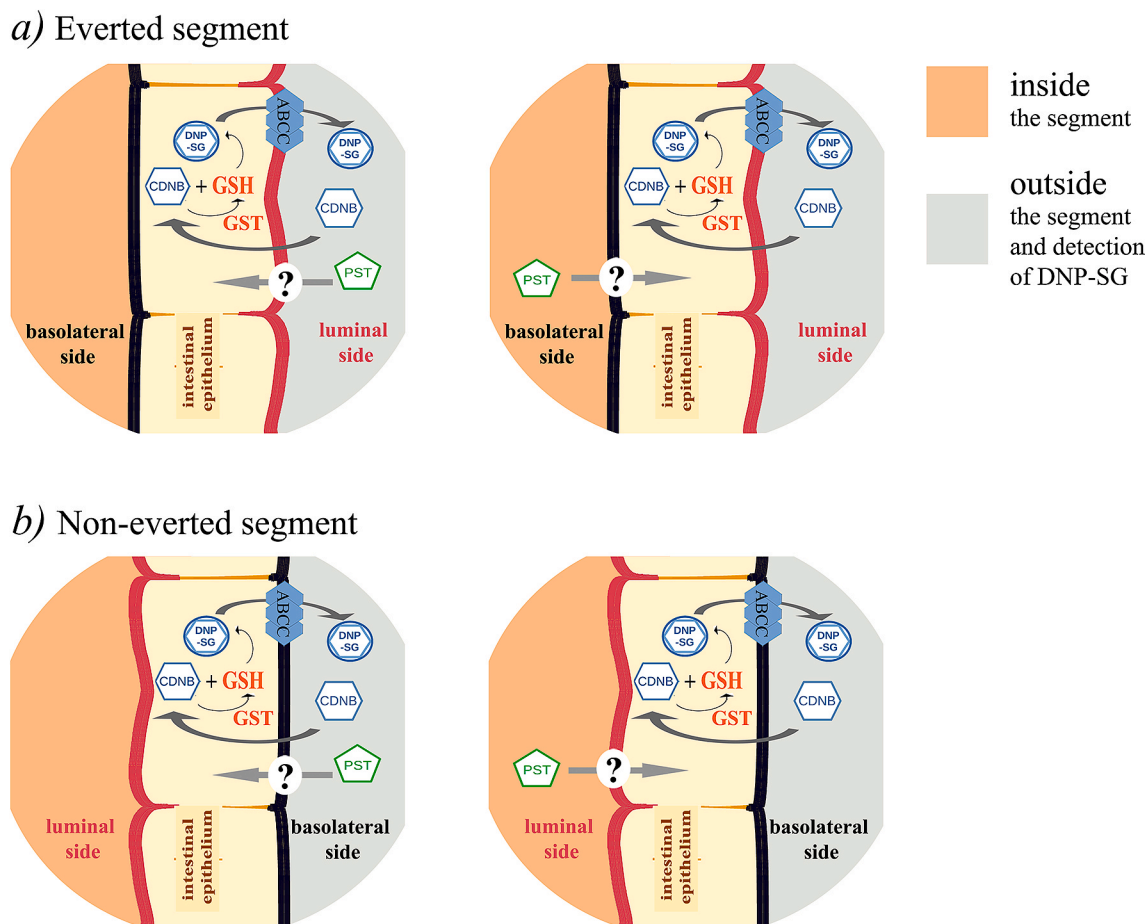 a) Everted segment
ABCC
DNP
-SG
DNP
-SG
CDNB
+ GSH
GST
CDNB
PST
?
basolateral
side
luminal
side
intestinal
epithelium
ABCC
DNP
-SG
DNP
-SG
CDNB
+ GSH
GST
CDNB
PST
?
basolateral
side
luminal
side
intestinal
epithelium
inside
the segment
outside
the segment
and detection
of DNP-SG
b) Non-everted segment
ABCC
DNP
-SG
DNP
-SG
CDNB
+ GSH
GST
CDNB
PST
?
luminal
side
basolateral
side
intestinal
epithelium
ABCC
DNP
-SG
DNP
-SG
CDNB
+ GSH
GST
CDNB
PST
?
luminal
side
basolateral
side
intestinal
epithelium